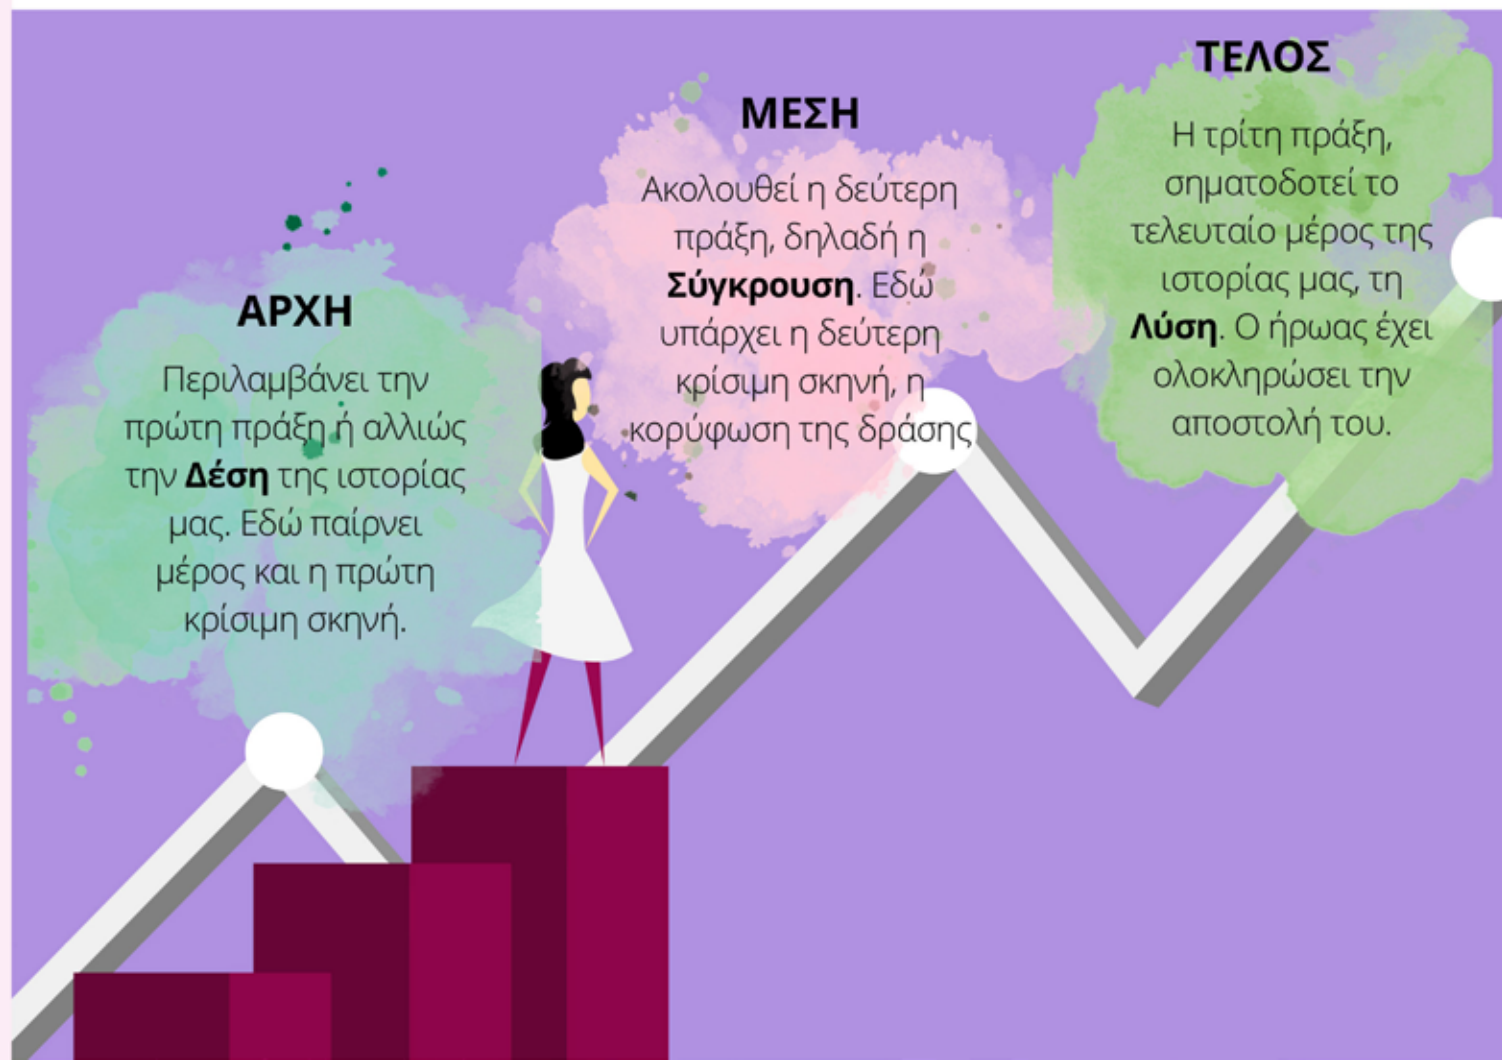 ΑΡΧΗ
Περιλαμβάνει την
πρώτη πράξη ή αλλιώς
την Δέση της ιστορίας
μας. Εδώ παίρνει
μέρος και η πρώτη
κρίσιμη σκηνή.
ΜΕΣΗ
Ακολουθεί η δεύτερη
πράξη, δηλαδή η
Σύγκρουση. Εδώ
υπάρχει η δεύτερη
κρίσιμη σκηνή, η
κορύφωση της δράσης
ΤΕΛΟΣ
Η τρίτη πράξη,
σηματοδοτεί το
τελευταίο μέρος της
ιστορίας μας, τη
Λύση. Ο ήρωας έχει
ολοκληρώσει την
αποστολή του.